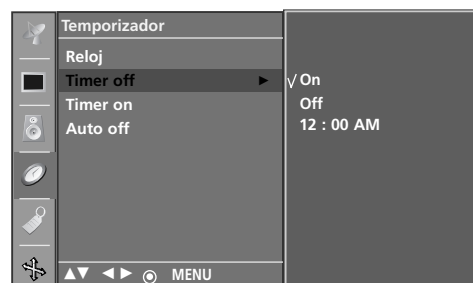 Temporizador
Reloj
Timer off ►
Timer on
Auto off
√ On
Off
12 : 00 AM
▲▼ ◄► ⦿ MENU